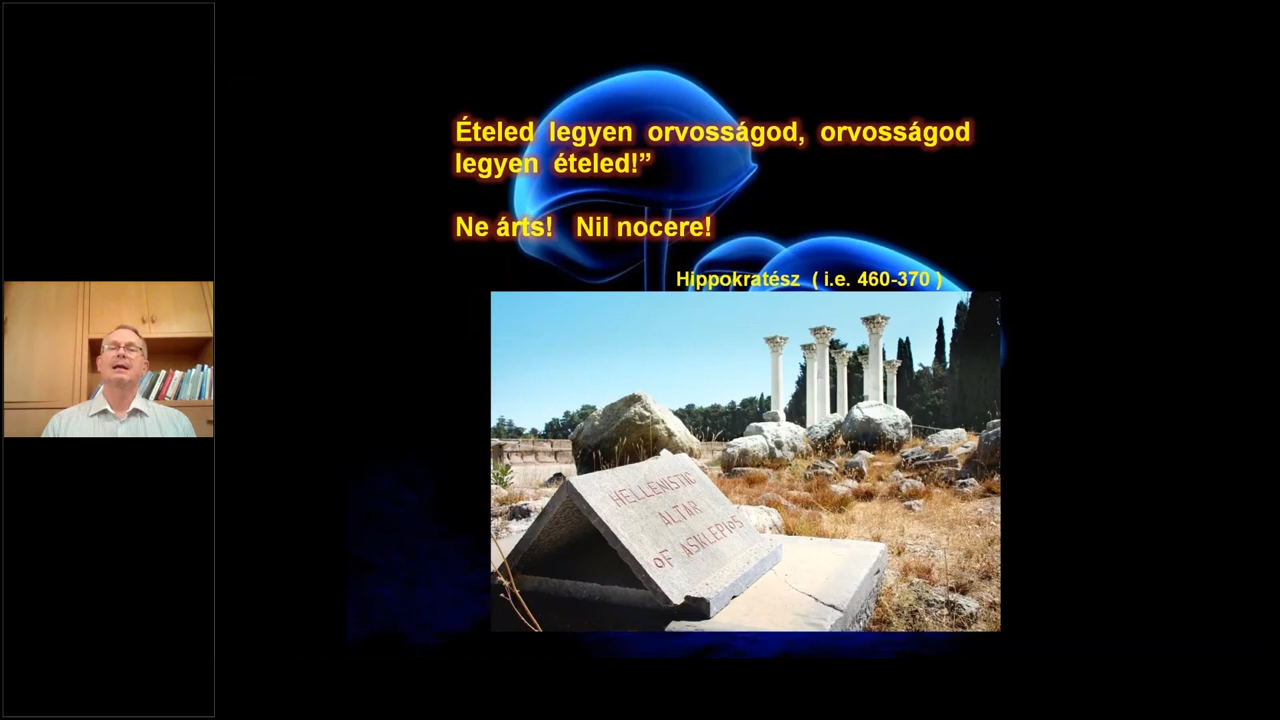 Ételed legyen orvosságod, orvosságod
legyen ételed!”
Ne árts! Nil nocere!
Hippokratész ( i.e. 460-370 )
HELLENISTIC
ALTAR
OF ASKLEPIOS